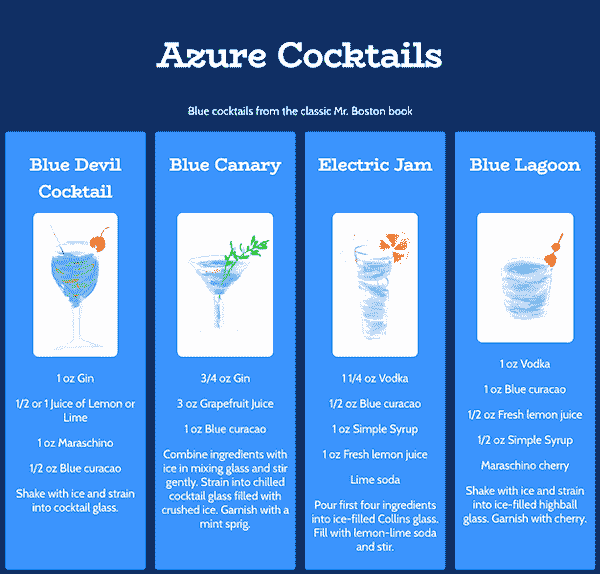 Azure Cocktails
Blue cocktails from the classic Mr. Boston book
Blue Devil
Cocktail
1 oz Gin
1/2 or 1 Juice of Lemon or
Lime
1 oz Maraschino
1/2 oz Blue curacao
Shake with ice and strain
into cocktail glass.
Blue Canary
3/4 oz Gin
3 oz Grapefruit Juice
1 oz Blue curacao
Combine ingredients with
ice in mixing glass and stir
gently. Strain into chilled
cocktail glass filled with
crushed ice. Garnish with a
mint sprig.
Electric Jam
1 1/4 oz Vodka
1/2 oz Blue curacao
1 oz Simple Syrup
1 oz Fresh lemon juice
Lime soda
Pour first four ingredients
into ice-filled Collins glass.
Fill with lemon-lime soda
and stir.
Blue Lagoon
1 oz Vodka
1 oz Blue curacao
1/2 oz Fresh lemon juice
1/2 oz Simple Syrup
Maraschino cherry
Shake with ice and strain
into ice-filled highball
glass. Garnish with cherry.